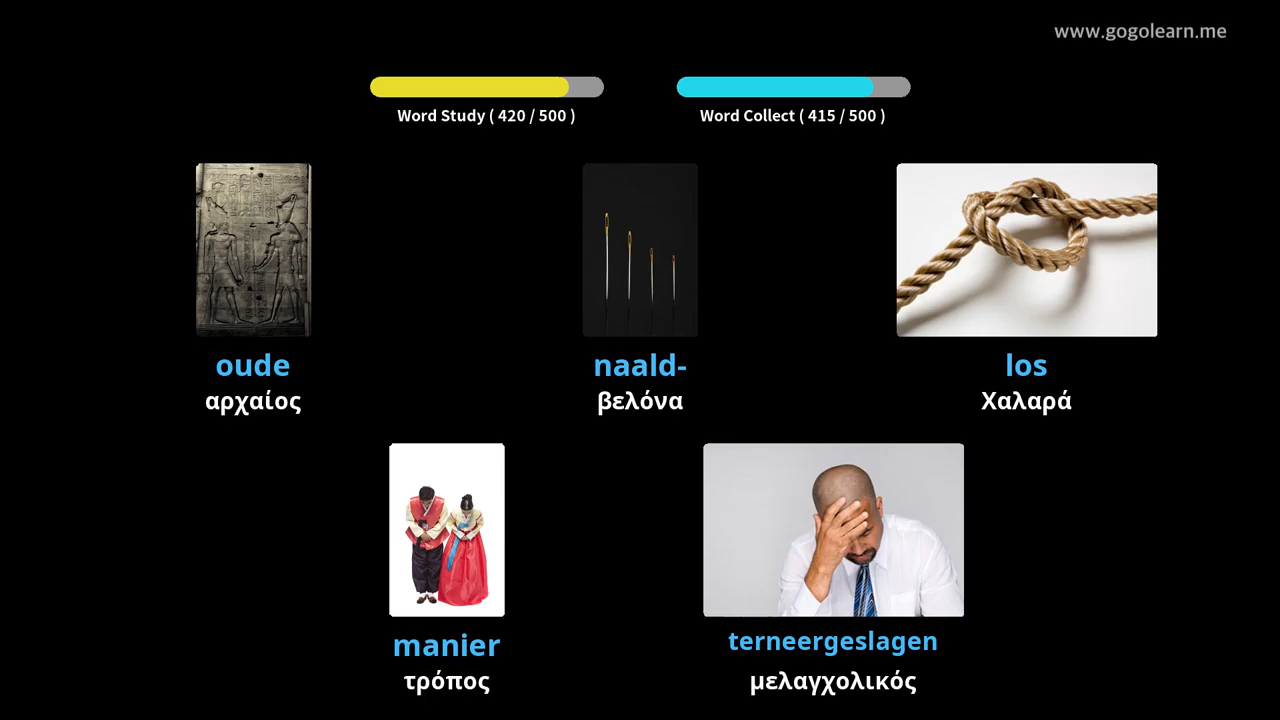 www.gogolearn.me
Word Study ( 420 / 500 )
Word Collect ( 415 / 500 )
oude
αρχαίος
naald-
βελόνα
los
Χαλαρά
manier
τρόπος
terneergeslagen
μελαγχολικός